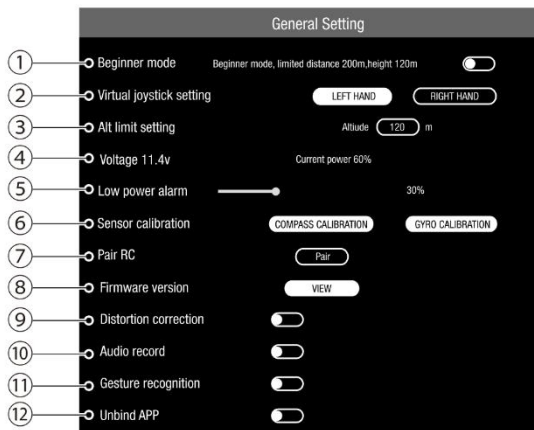 General Setting
1 Beginner mode Beginner mode, limited distance 200m,height 120m
2 Virtual joystick setting LEFT HAND RIGHT HAND
3 Alt limit setting Altiude 120 m
4 Voltage 11.4v Current power 60%
5 Low power alarm 30%
6 Sensor calibration COMPASS CALIBRATION GYRO CALIBRATION
7 Pair RC Pair
8 Firmware version VIEW
9 Distortion correction
10 Audio record
11 Gesture recognition
12 Unbind APP